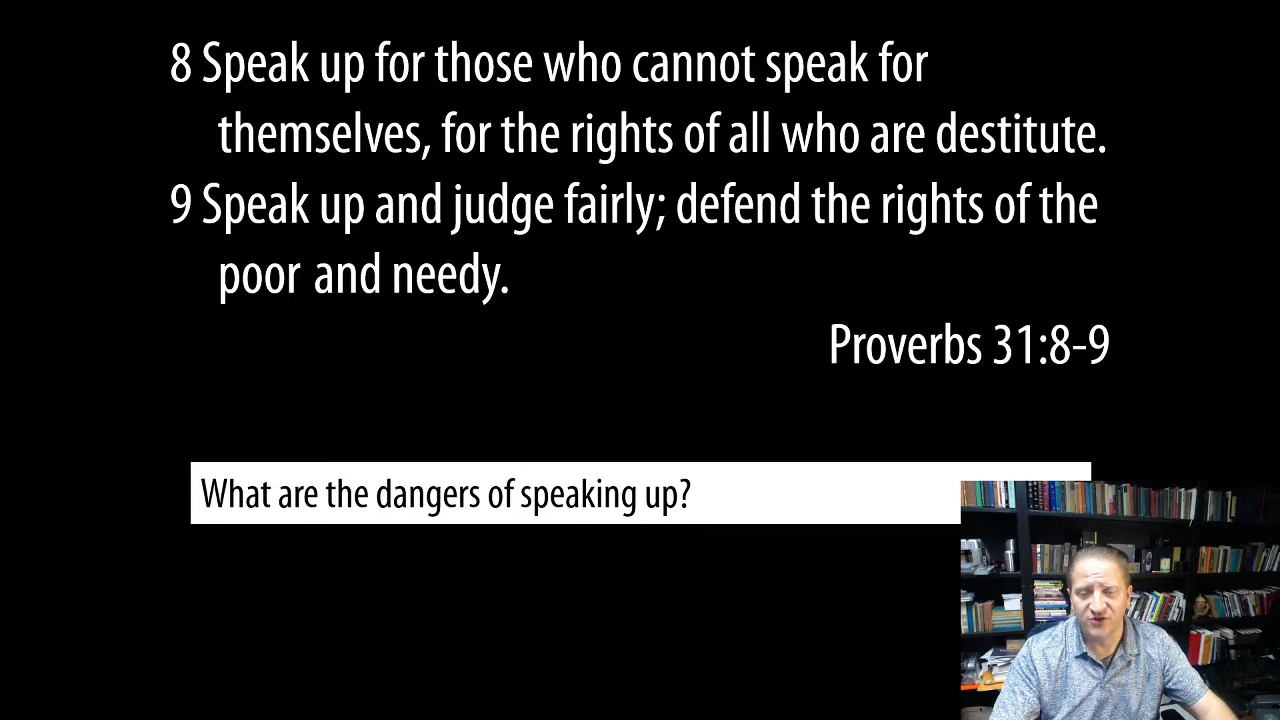 8 Speak up for those who cannot speak for
themselves, for the rights of all who are destitute.
9 Speak up and judge fairly; defend the rights of the
poor and needy.
Proverbs 31:8-9
What are the dangers of speaking up?